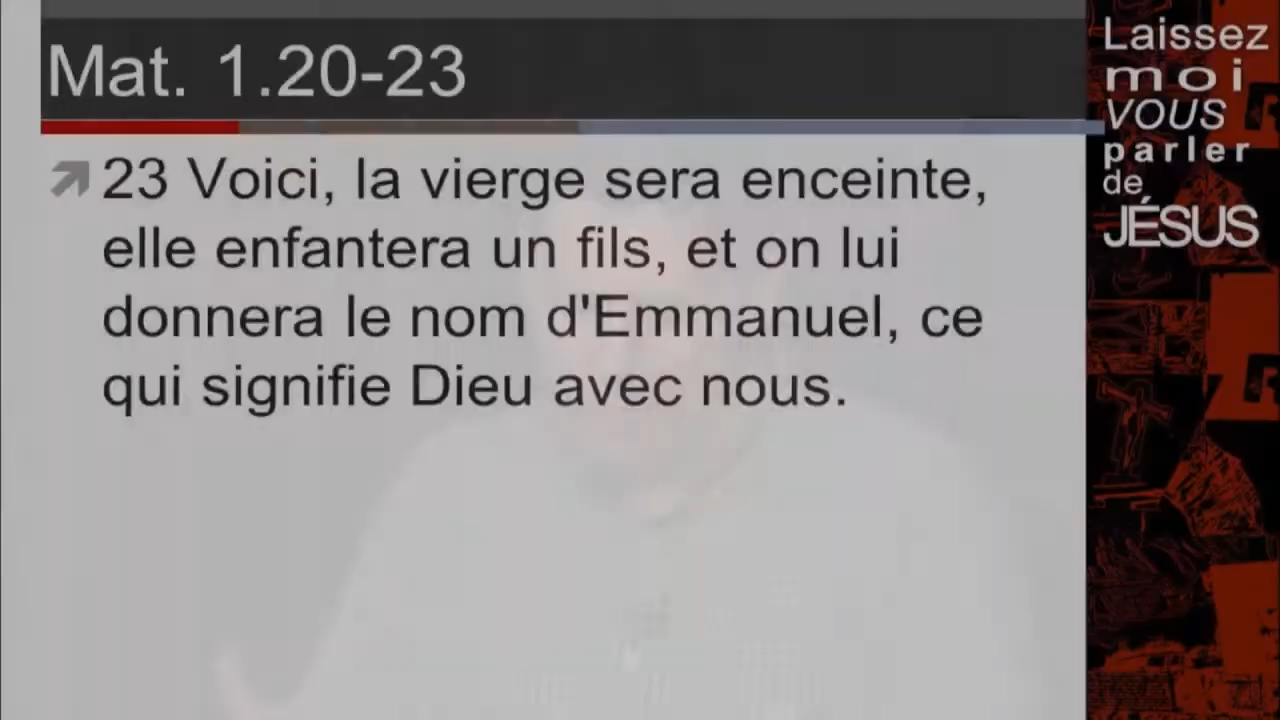 Mat. 1.20-23
23 Voici, la vierge sera enceinte,
elle enfantera un fils, et on lui
donnera le nom d'Emmanuel, ce
qui signifie Dieu avec nous.
Laissez
moi
VOUS
parler
de
JÉSUS